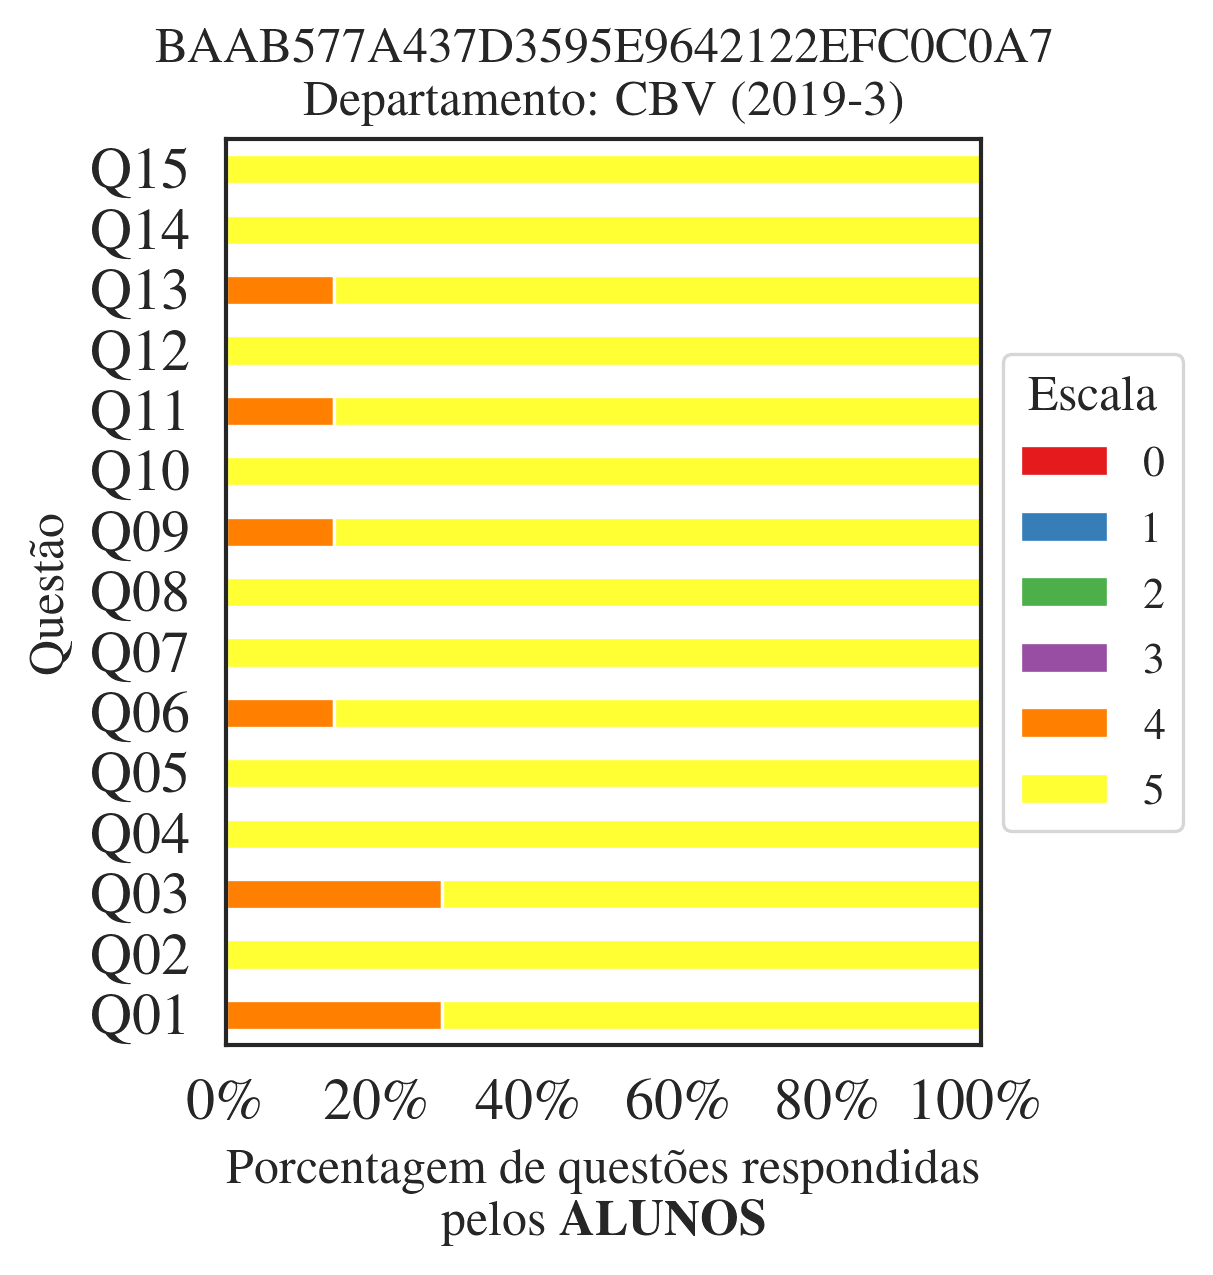 BAAB577A437D3595E9642122EFC0C0A7
Departamento: CBV (2019-3)
Questão
Q15
Q14
Q13
Q12
Q11
Q10
Q09
Q08
Q07
Q06
Q05
Q04
Q03
Q02
Q01
0% 20% 40% 60% 80% 100%
Porcentagem de questões respondidas
pelos ALUNOS
Escala
0
1
2
3
4
5